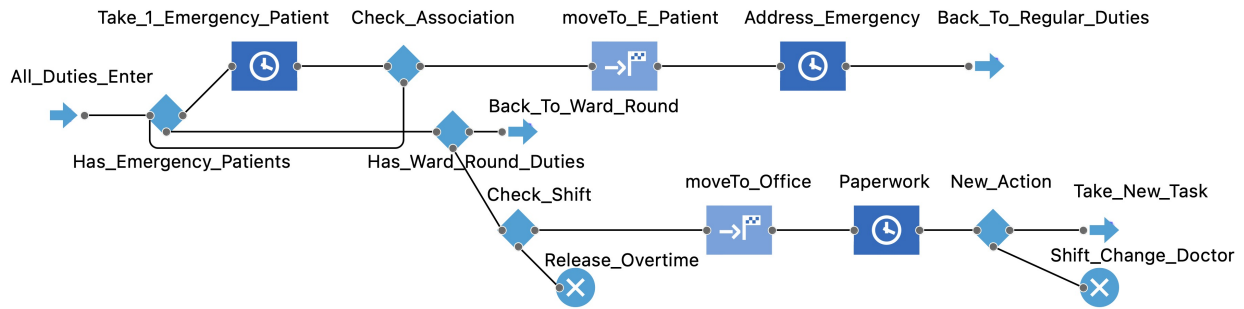 Take_1_Emergency_Patient
Check_Association
moveTo_E_Patient
Address_Emergency
Back_To_Regular_Duties
All_Duties_Enter
Back_To_Ward_Round
Has_Emergency_Patients
Has_Ward_Round_Duties
moveTo_Office
Paperwork
New_Action
Take_New_Task
Check_Shift
Release_Overtime
Shift_Change_Doctor